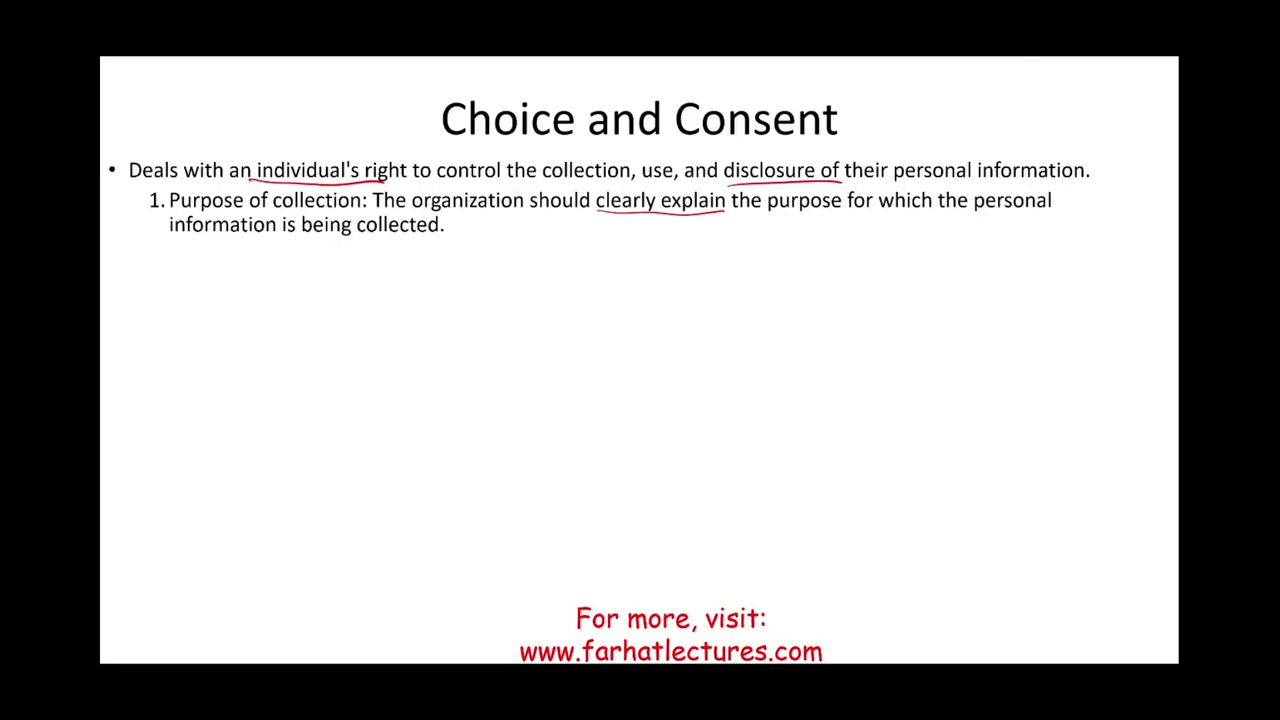 Choice and Consent
• Deals with an individual's right to control the collection, use, and disclosure of their personal information.
1. Purpose of collection: The organization should clearly explain the purpose for which the personal
information is being collected.
For more, visit:
www.farhatlectures.com